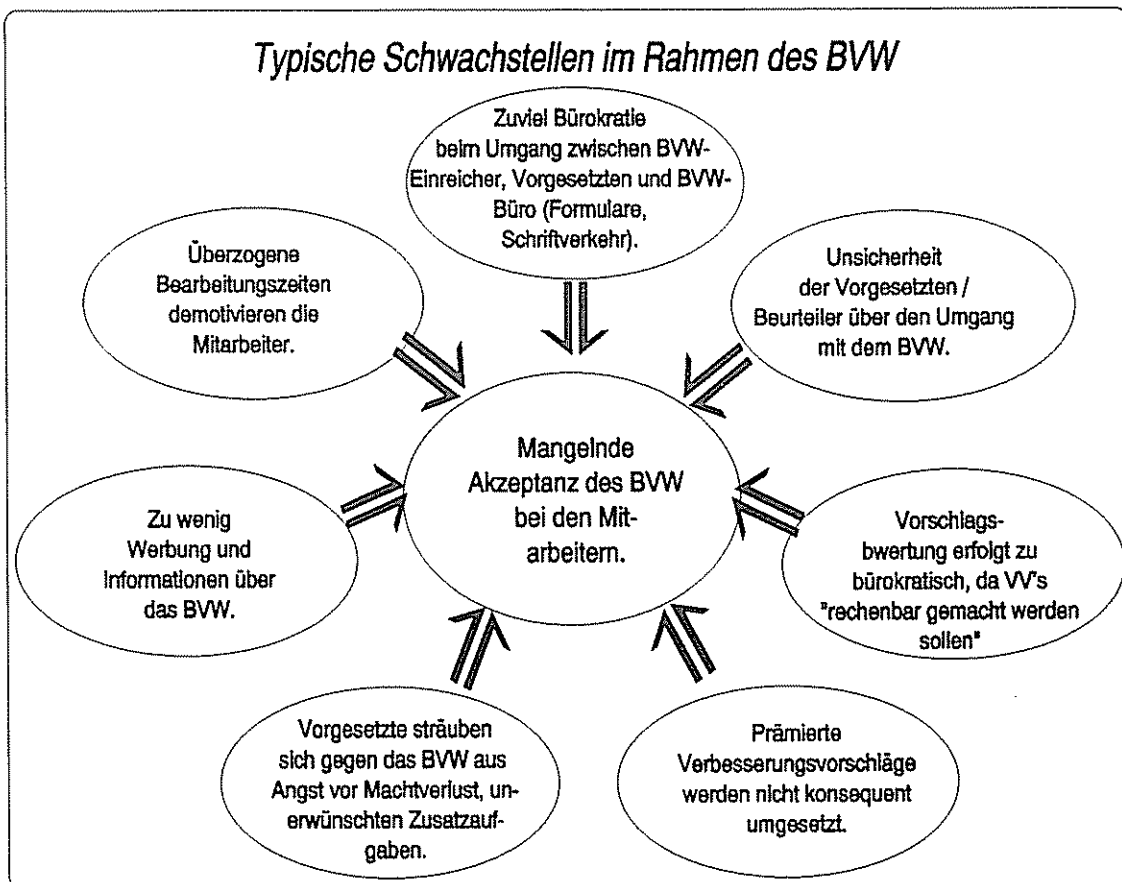 Typische Schwachstellen im Rahmen des BVW
Zuviel Bürokratie
beim Umgang zwischen BVW-
Einreicher, Vorgesetzten und BVW-
Büro (Formulare,
Schriftverkehr).
Überzogene
Bearbeitungszeiten
demotivieren die
Mitarbeiter.
Unsicherheit
der Vorgesetzten /
Beurteiler über den Umgang
mit dem BVW.
Mangelnde
Akzeptanz des BVW
bei den Mit-
arbeitern.
Zu wenig
Werbung und
Informationen über
das BVW.
Vorschlags-
bwertung erfolgt zu
bürokratisch, da VV's
"rechenbar gemacht werden
sollen"
Vorgesetzte sträuben
sich gegen das BVW aus
Angst vor Machtverlust, un-
erwünschten Zusatzauf-
gaben.
Prämierte
Verbesserungsvorschläge
werden nicht konsequent
umgesetzt.